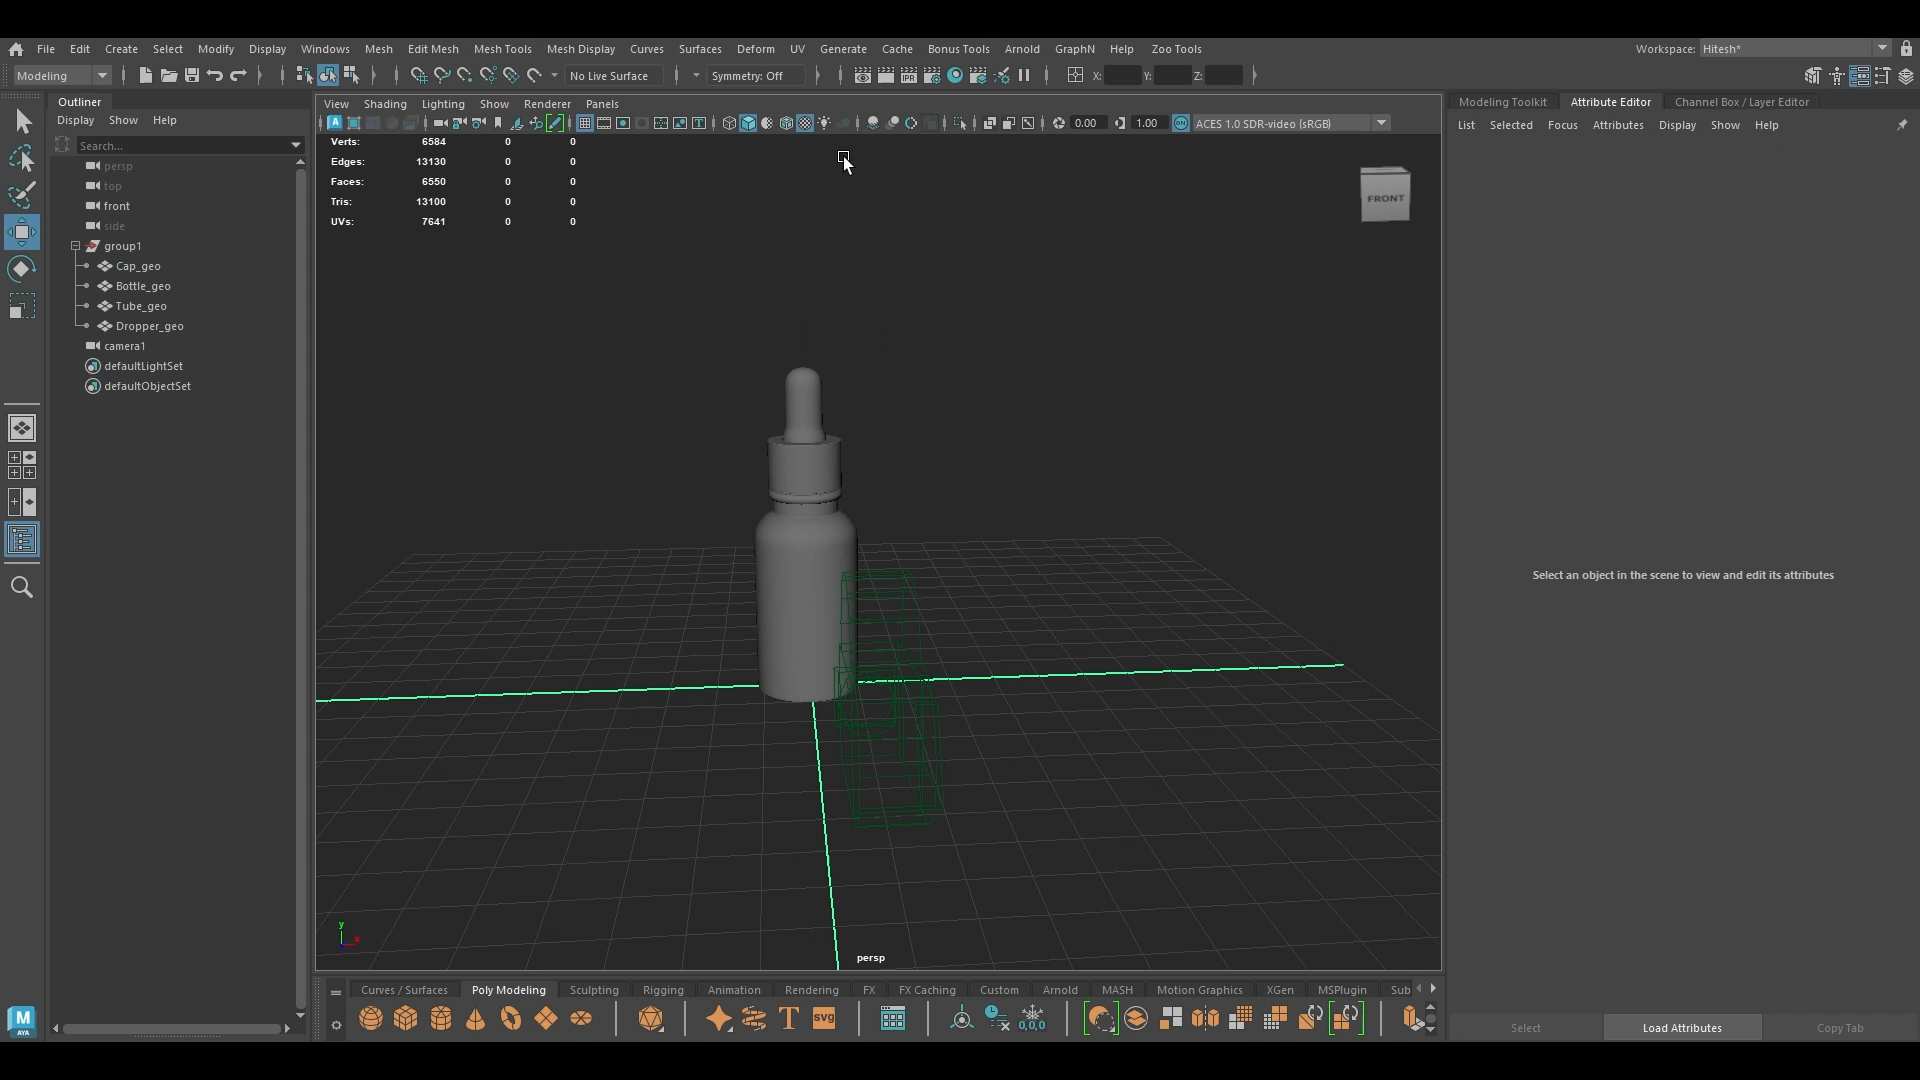 File Edit Create Select Modify Display Windows Mesh Edit Mesh Mesh Tools Mesh Display Curves Surfaces Deform UV Generate Cache Bonus Tools Arnold GraphN Help Zoo Tools Workspace: Hitesh*
Modeling No Live Surface Symmetry: Off IPR X: Y: Z:
Outliner
Display Show Help
Search...
persp
top
front
side
group1
Cap_geo
Bottle_geo
Tube_geo
Dropper_geo
camera1
defaultLightSet
defaultObjectSet
View Shading Lighting Show Renderer Panels
0.00 1.00 ACES 1.0 SDR-video (sRGB)
Verts: 6584 0 0
Edges: 13130 0 0
Faces: 6550 0 0
Tris: 13100 0 0
UVs: 7641 0 0
FRONT
y
x
persp
Modeling Toolkit Attribute Editor Channel Box / Layer Editor
List Selected Focus Attributes Display Show Help
Select an object in the scene to view and edit its attributes
Curves / Surfaces Poly Modeling Sculpting Rigging Animation Rendering FX FX Caching Custom Arnold MASH Motion Graphics XGen MSPlugin Sub
T svg 0,0,0
M
AYA
Select Load Attributes Copy Tab